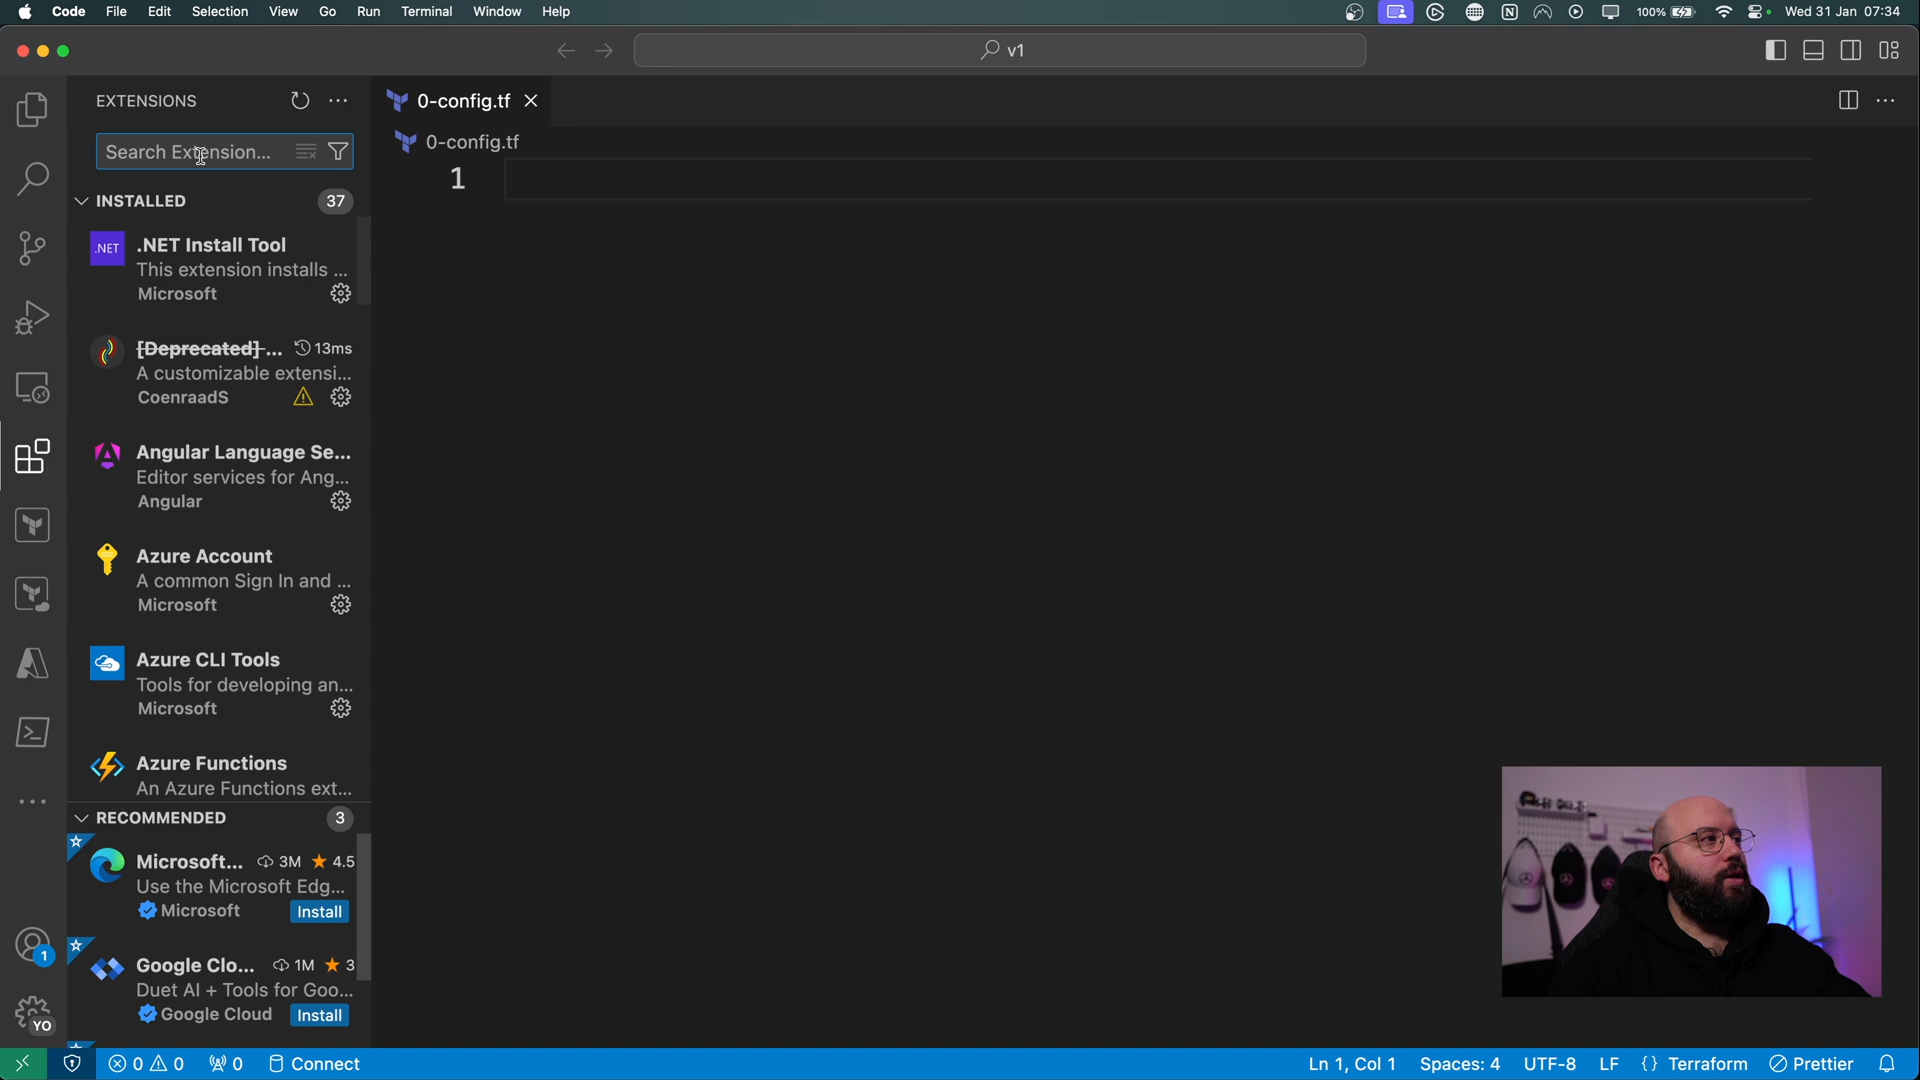 Code File Edit Selection View Go Run Terminal Window Help 100% Wed 31 Jan 07:34
v1
EXTENSIONS
Search Extension...
INSTALLED 37
.NET
.NET Install Tool
This extension installs ...
Microsoft
[Deprecated] ... 13ms
A customizable extensi...
CoenraadS
Angular Language Se...
Editor services for Ang...
Angular
Azure Account
A common Sign In and ...
Microsoft
Azure CLI Tools
Tools for developing an...
Microsoft
Azure Functions
An Azure Functions ext...
RECOMMENDED 3
Microsoft... 3M 4.5
Use the Microsoft Edg...
Microsoft Install
Google Clo... 1M 3
Duet AI + Tools for Goo...
Google Cloud Install
1
YO
0-config.tf
0-config.tf
1
0 0 0 Connect Ln 1, Col 1 Spaces: 4 UTF-8 LF {} Terraform Prettier